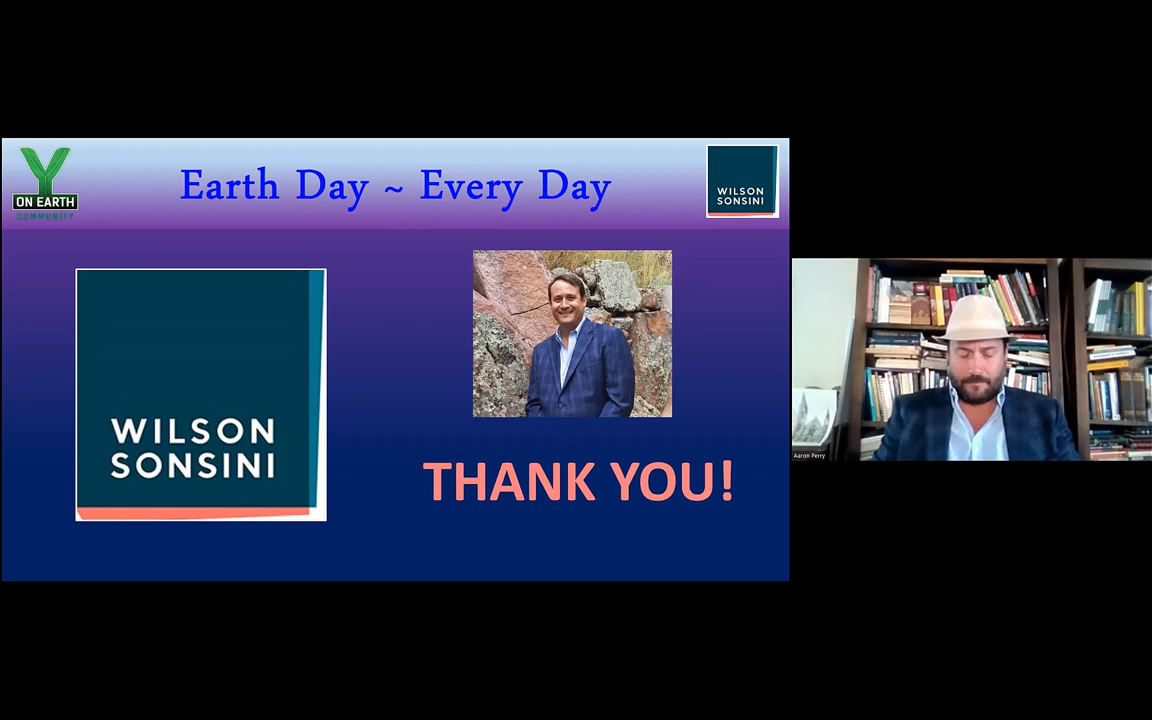 Y
ON EARTH
COMMUNITY
Earth Day ~ Every Day
WILSON
SONSINI
WILSON
SONSINI
THANK YOU!
Aaron Perry